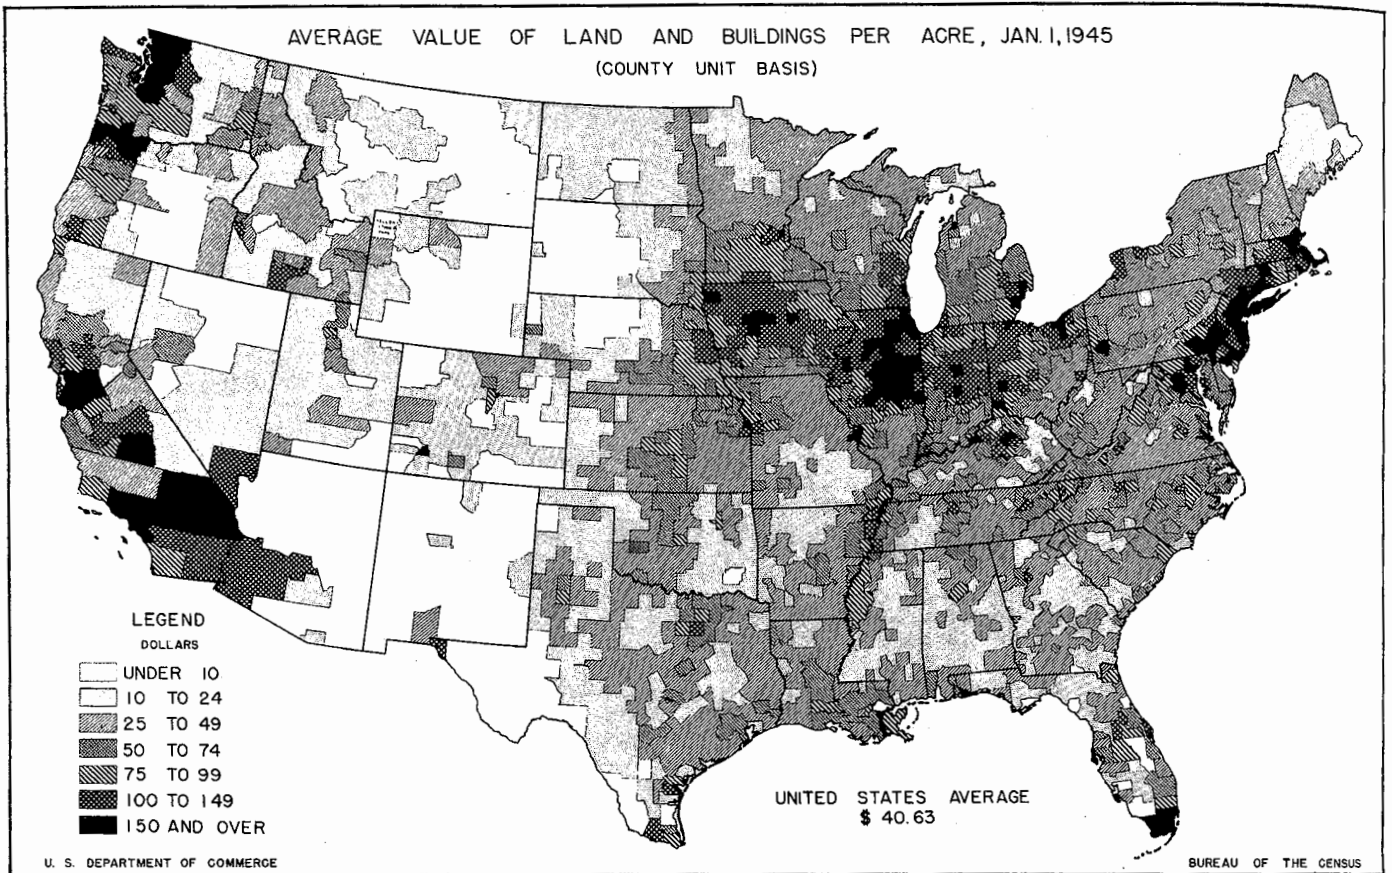 AVERAGE VALUE OF LAND AND BUILDINGS PER ACRE, JAN. 1, 1945
(COUNTY UNIT BASIS)
LEGEND
DOLLARS
UNDER 10
10 TO 24
25 TO 49
50 TO 74
75 TO 99
100 TO 149
150 AND OVER
UNITED STATES AVERAGE
$ 40.63
U. S. DEPARTMENT OF COMMERCE
BUREAU OF THE CENSUS